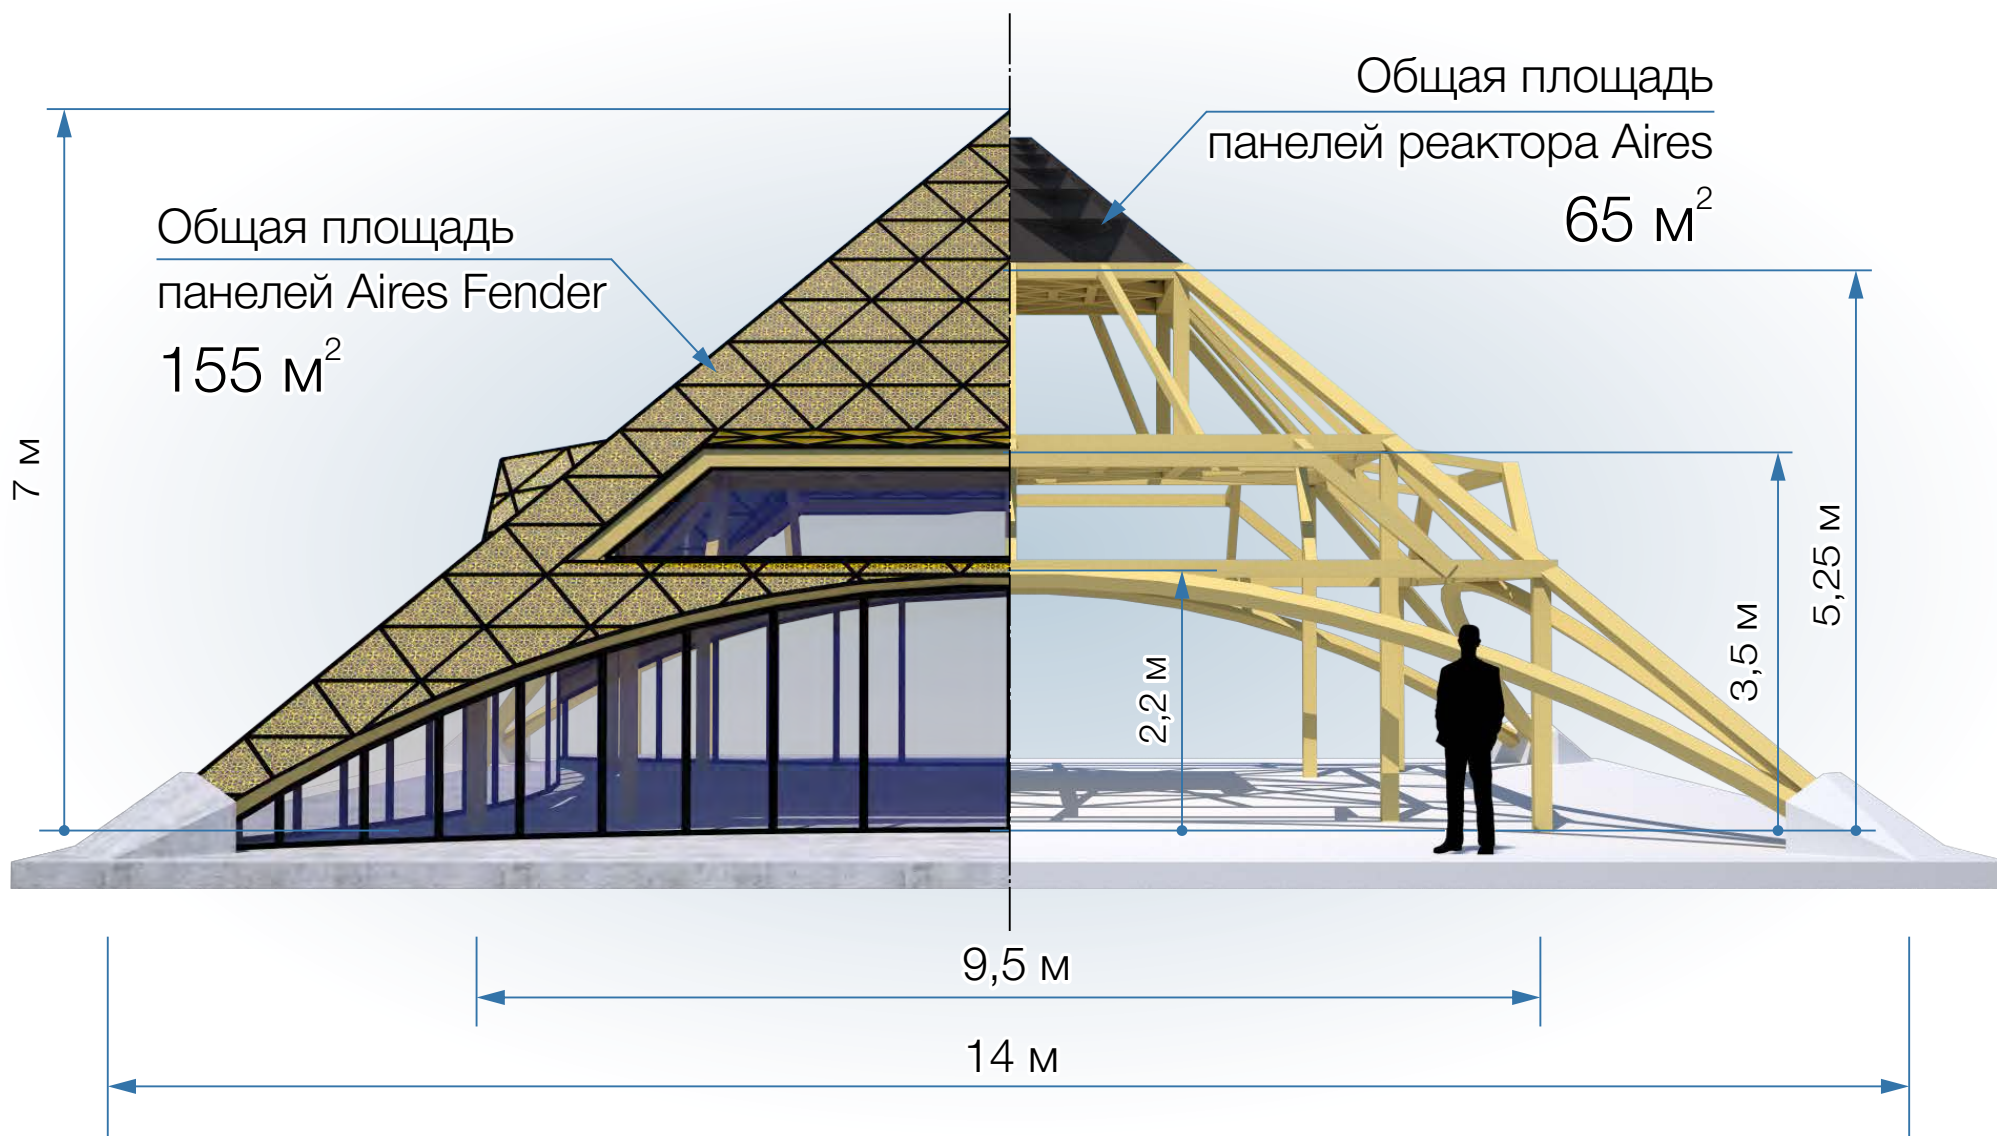 Общая площадь
панелей реактора Aires
65 м²
Общая площадь
панелей Aires Fender
155 м²
7 м
5,25 м
3,5 м
2,2 м
9,5 м
14 м